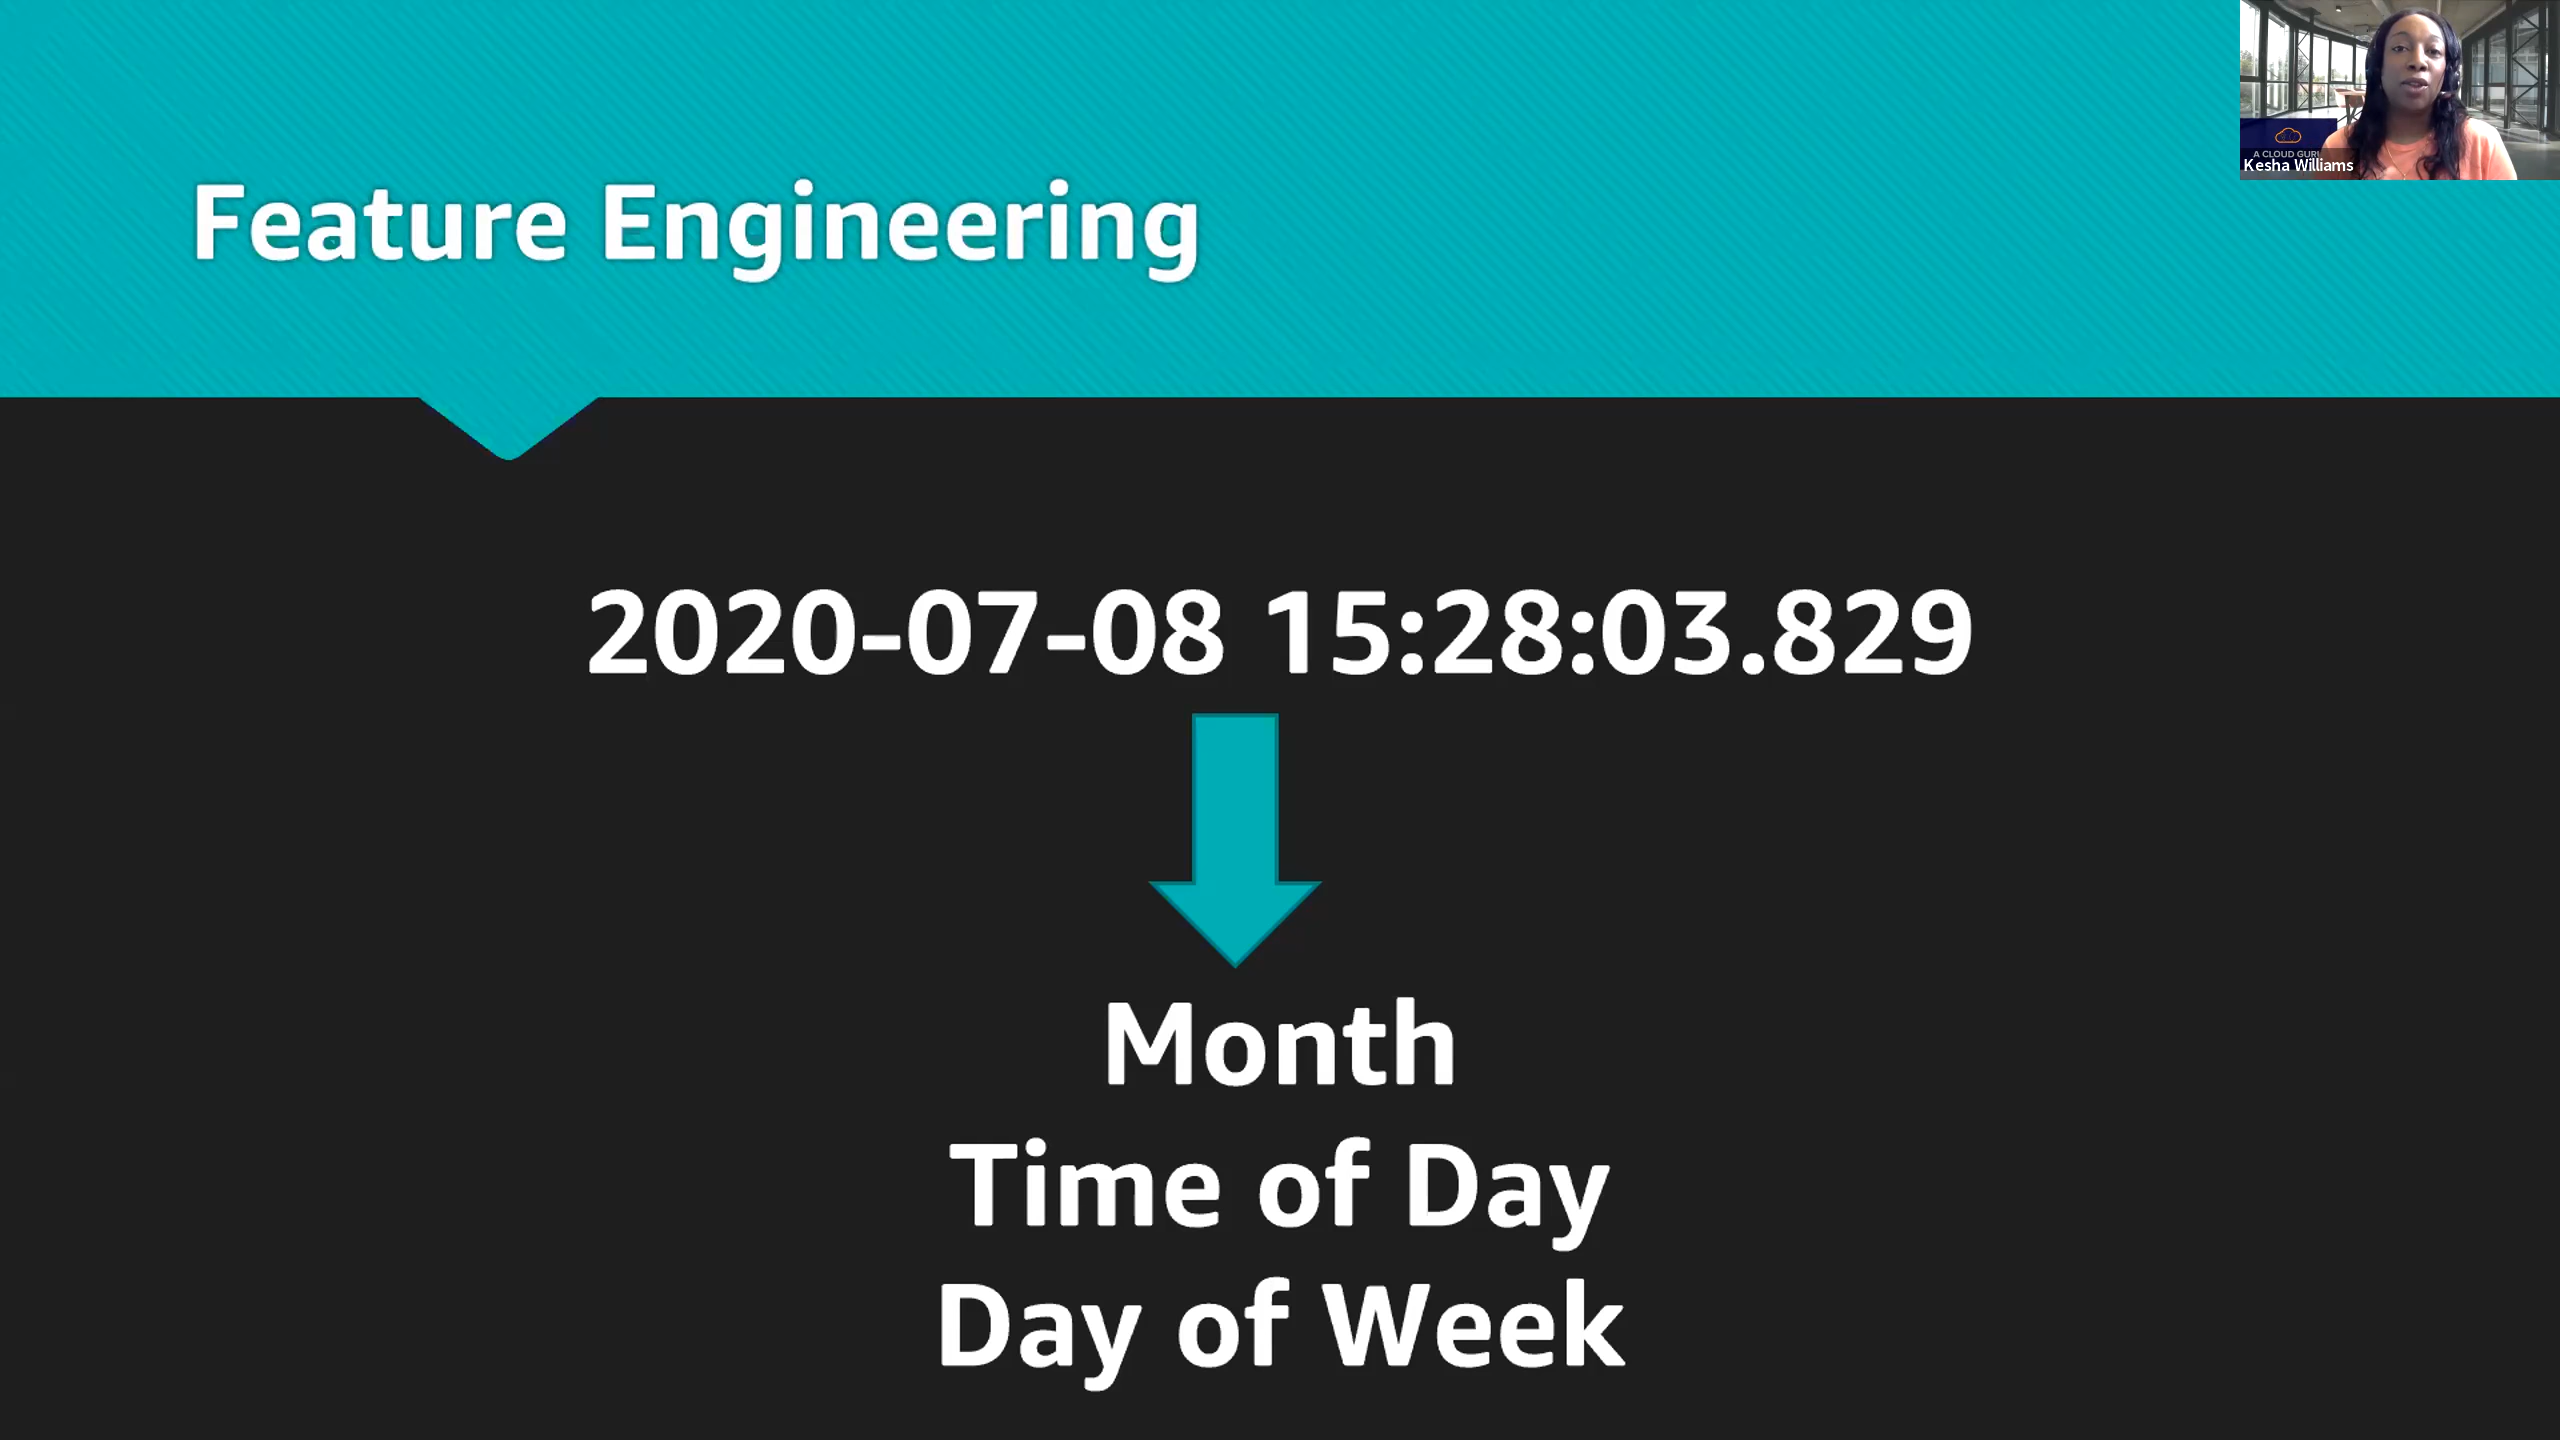 Feature Engineering
A CLOUD GURU
Kesha Williams
2020-07-08 15:28:03.829
Month
Time of Day
Day of Week